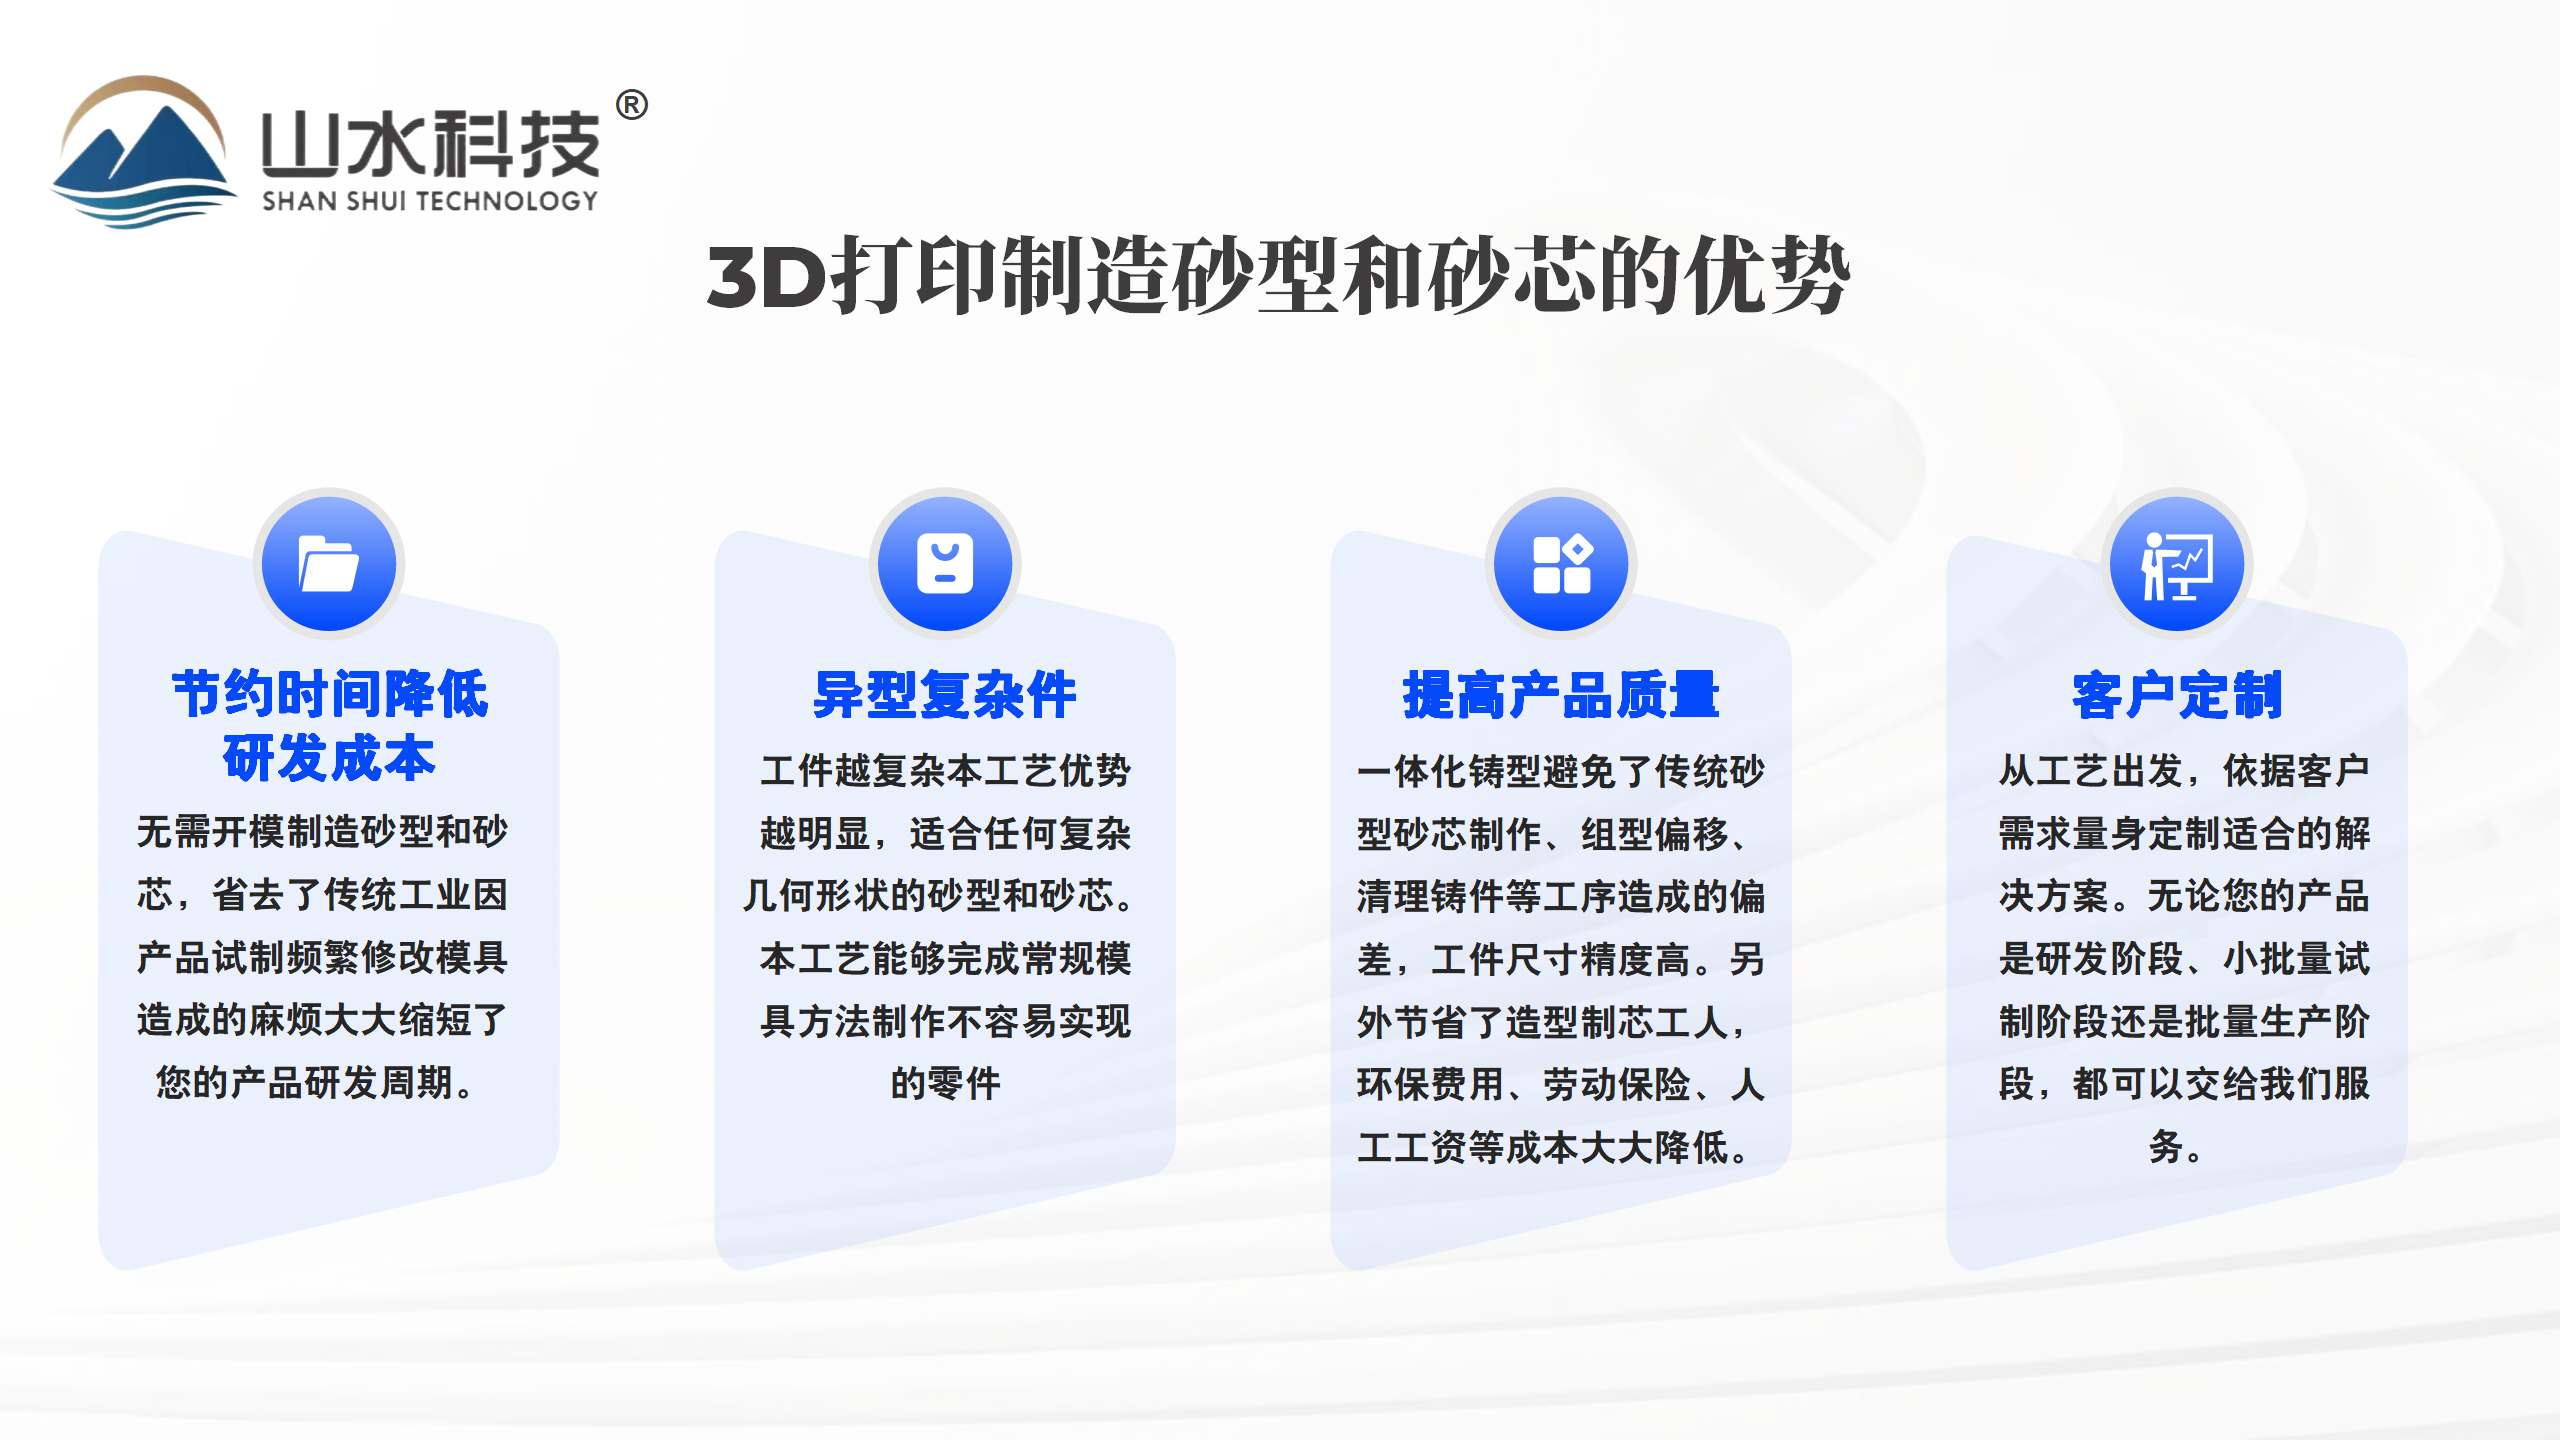 山水科技®
SHAN SHUI TECHNOLOGY
3D打印制造砂型和砂芯的优势
节约时间降低
研发成本
无需开模制造砂型和砂
芯，省去了传统工业因
产品试制频繁修改模具
造成的麻烦大大缩短了
您的产品研发周期。
异型复杂件
工件越复杂本工艺优势
越明显，适合任何复杂
几何形状的砂型和砂芯。
本工艺能够完成常规模
具方法制作不容易实现
的零件
提高产品质量
一体化铸型避免了传统砂
型砂芯制作、组型偏移、
清理铸件等工序造成的偏
差，工件尺寸精度高。另
外节省了造型制芯工人，
环保费用、劳动保险、人
工工资等成本大大降低。
客户定制
从工艺出发，依据客户
需求量身定制适合的解
决方案。无论您的产品
是研发阶段、小批量试
制阶段还是批量生产阶
段，都可以交给我们服
务。